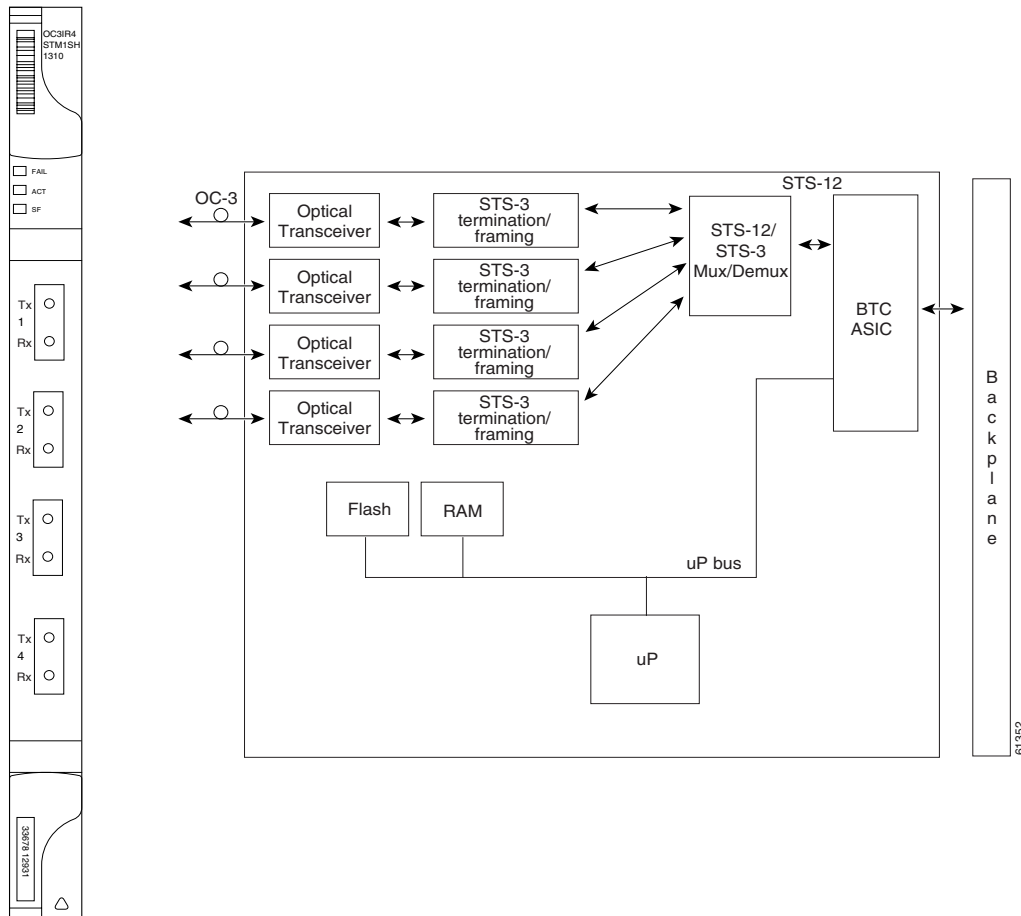 OC3IR4
STM1SH
1310
FAIL
ACT
SF
Tx
1
Rx
Tx
2
Rx
Tx
3
Rx
Tx
4
Rx
33678 12931
OC-3
Optical
Transceiver
STS-3
termination/
framing
Optical
Transceiver
STS-3
termination/
framing
Optical
Transceiver
STS-3
termination/
framing
Optical
Transceiver
STS-3
termination/
framing
STS-12/
STS-3
Mux/Demux
STS-12
BTC
ASIC
Flash
RAM
uP bus
uP
Backplane
61352